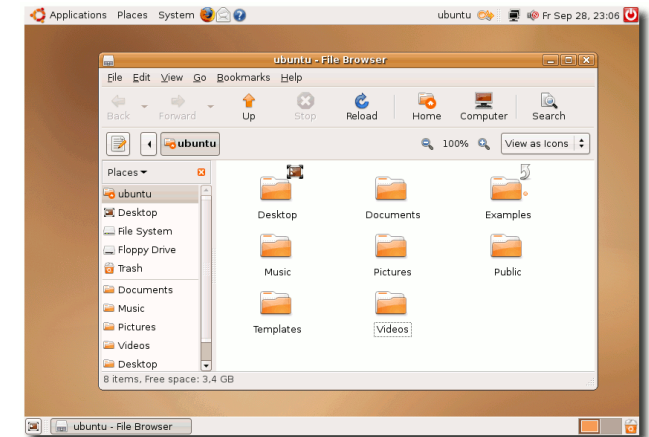 Applications Places System ubuntu Fr Sep 28, 23:06
ubuntu - File Browser
File Edit View Go Bookmarks Help
Back Forward Up Stop Reload Home Computer Search
ubuntu 100% View as Icons
Places
ubuntu
Desktop
File System
Floppy Drive
Trash
Documents
Music
Pictures
Videos
Desktop
Desktop Documents Examples
Music Pictures Public
Templates Videos
8 items, Free space: 3,4 GB
ubuntu - File Browser